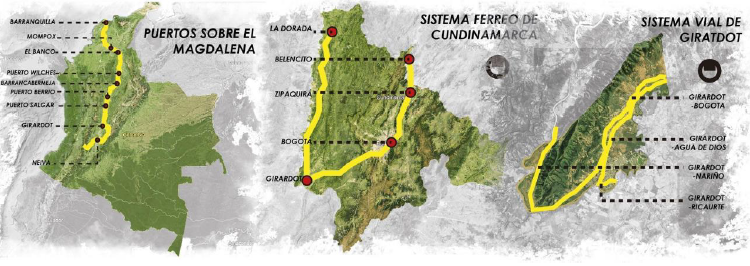 PUERTOS SOBRE EL
MAGDALENA
BARRANQUILLA
MOMPOX
EL BANCO
PUERTO WILCHES
BARRANCABERMEJA
PUERTO BERRIO
PUERTO SALGAR
GIRARDOT
NEIVA
SISTEMA FERREO DE
CUNDINAMARCA
LA DORADA
BELENCITO
ZIPAQUIRÁ
BOGOTA
GIRARDOT
SISTEMA VIAL DE
GIRATDOT
GIRARDOT
-BOGOTA
GIRARDOT
-AGUA DE DIOS
GIRARDOT
-NARIÑO
GIRARDOT
-RICAURTE